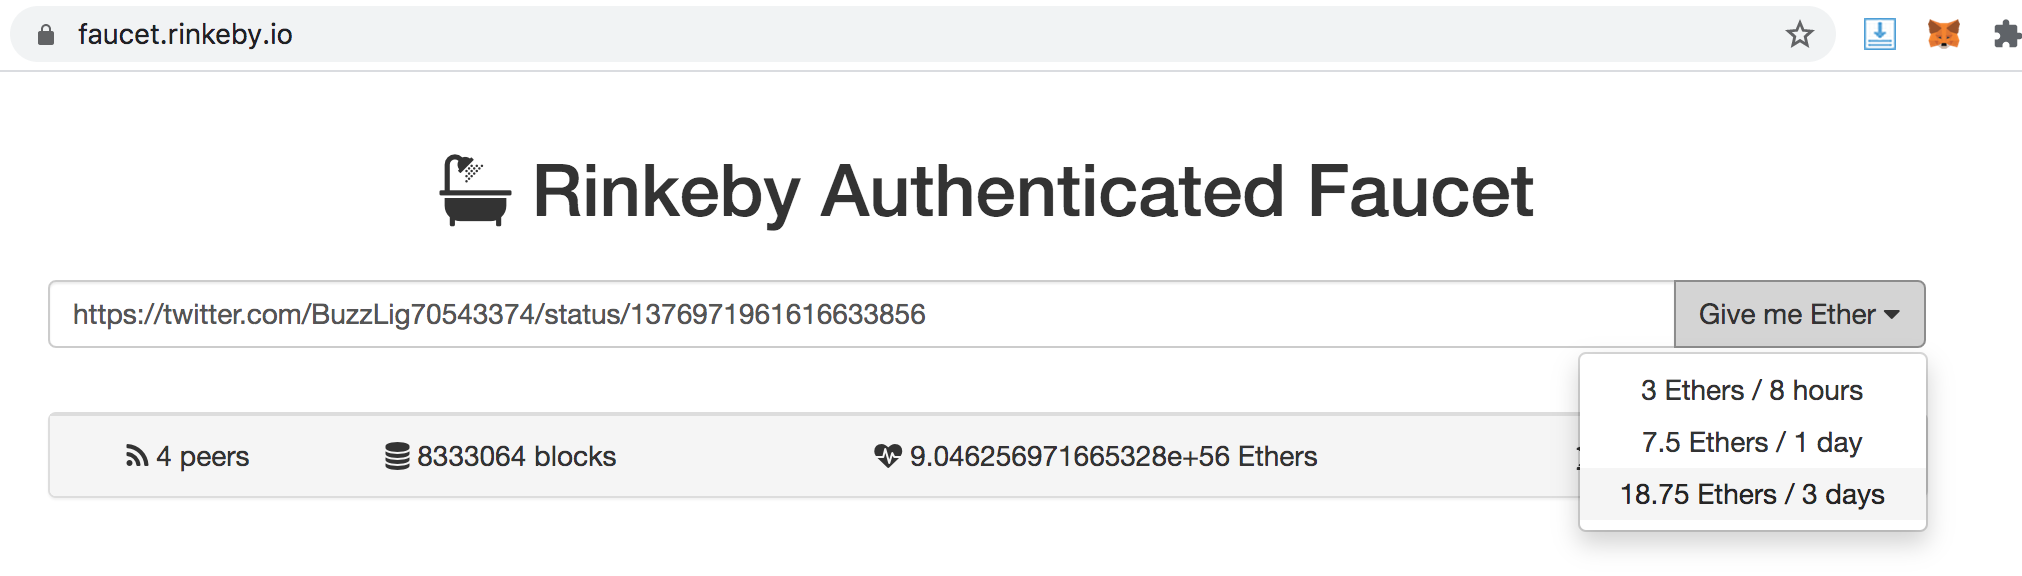 faucet.rinkeby.io
Rinkeby Authenticated Faucet
https://twitter.com/BuzzLig70543374/status/1376971961616633856
Give me Ether
3 Ethers / 8 hours
7.5 Ethers / 1 day
18.75 Ethers / 3 days
4 peers
8333064 blocks
9.046256971665328e+56 Ethers